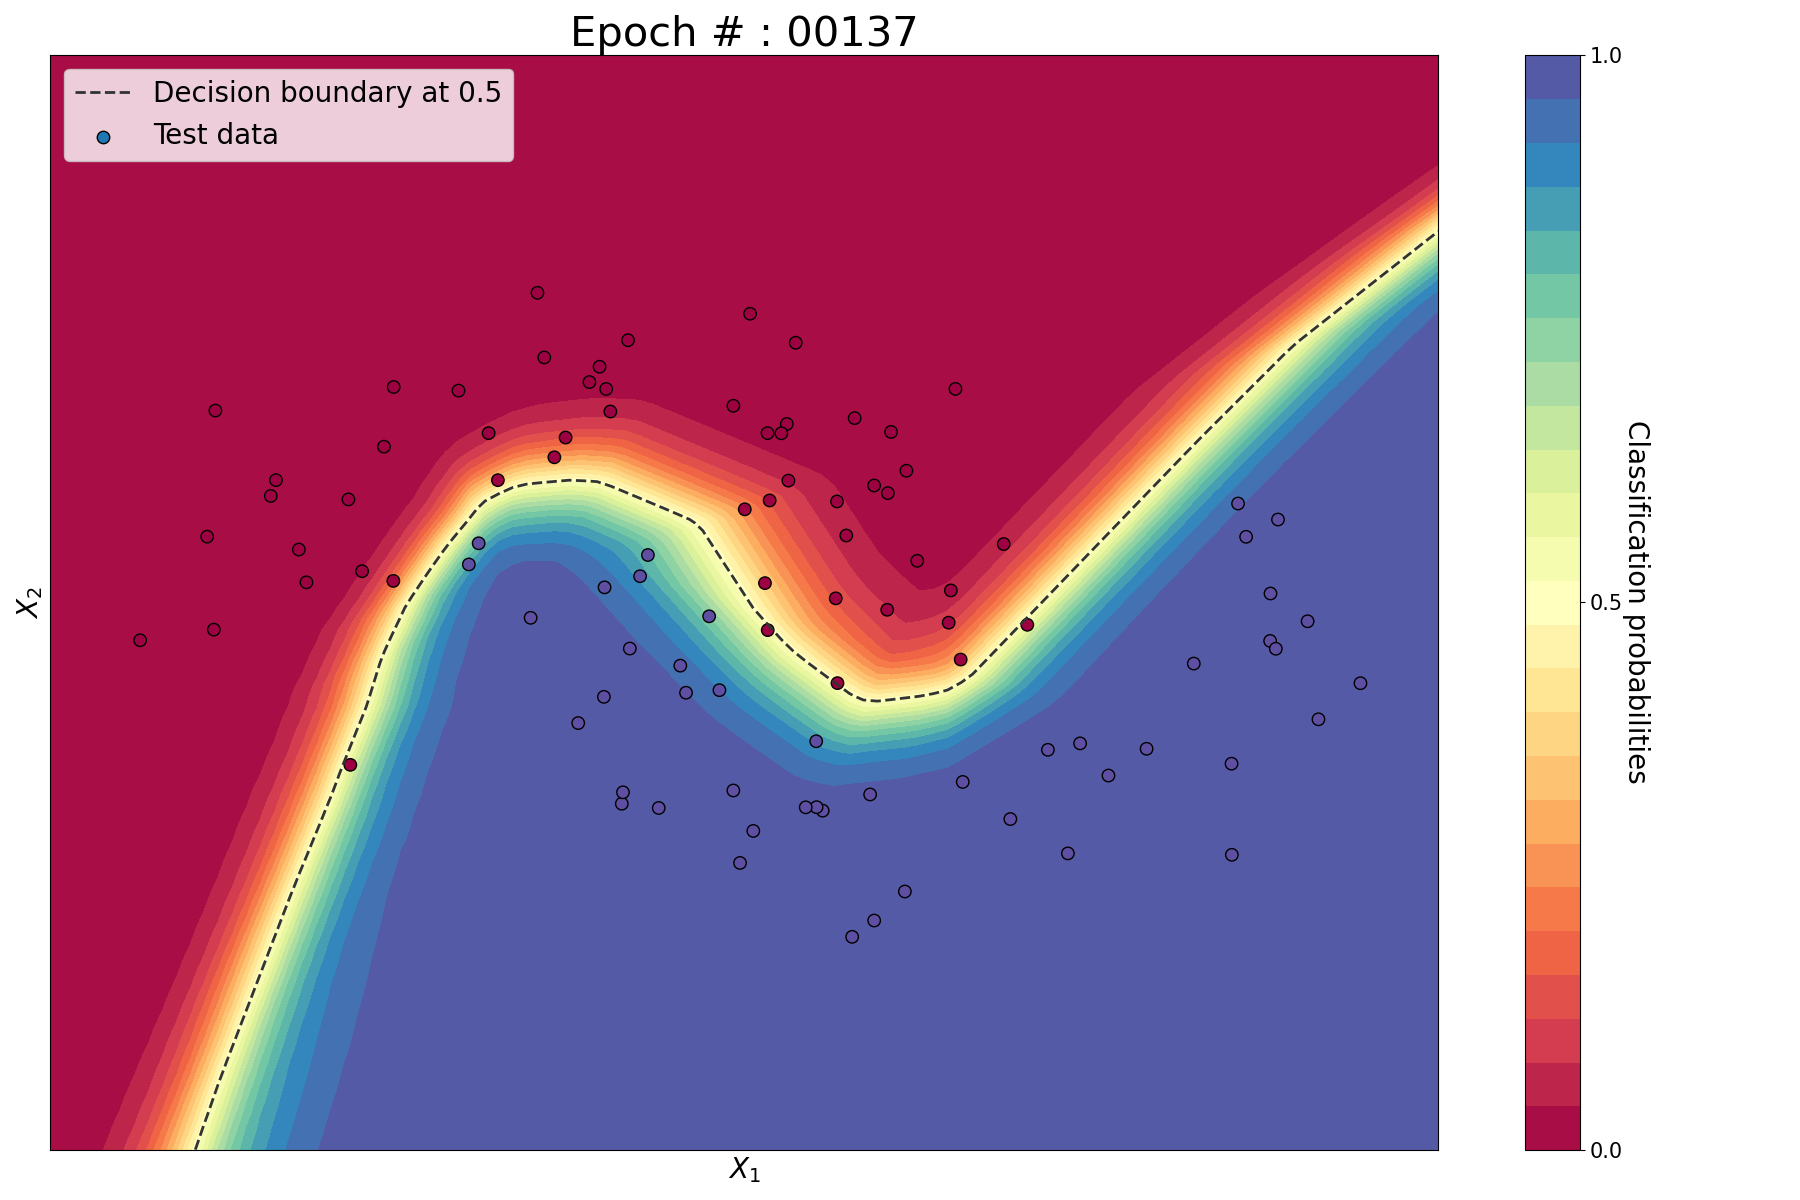 Epoch # : 00137
Decision boundary at 0.5
Test data
1.0
0.5
0.0
Classification probabilities
X₂
X₁